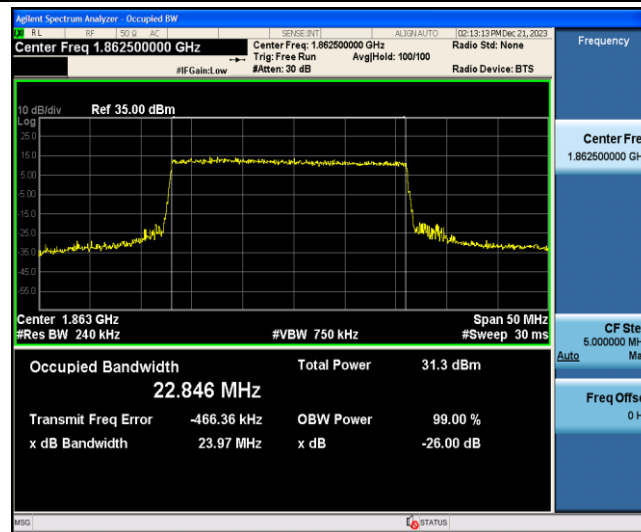 Agilent Spectrum Analyzer - Occupied BW
RL RF 50 Ω AC SENSE:INT ALIGN AUTO 02:13:13 PM Dec 21, 2023
Center Freq 1.862500000 GHz
Center Freq: 1.862500000 GHz Radio Std: None
Trig: Free Run Avg|Hold: 100/100
#IFGain:Low #Atten: 30 dB Radio Device: BTS
Frequency
10 dB/div Ref 35.00 dBm
Log
25.0
15.0
5.00
-5.00
-15.0
-25.0
-35.0
-45.0
-55.0
Center Fre
1.862500000 GH
Center 1.863 GHz Span 50 MHz
#Res BW 240 kHz #VBW 750 kHz #Sweep 30 ms
CF Ste
5.000000 MH
Auto Ma
Occupied Bandwidth Total Power 31.3 dBm
22.846 MHz
Freq Offse
0 H
Transmit Freq Error -466.36 kHz OBW Power 99.00 %
x dB Bandwidth 23.97 MHz x dB -26.00 dB
MSG STATUS